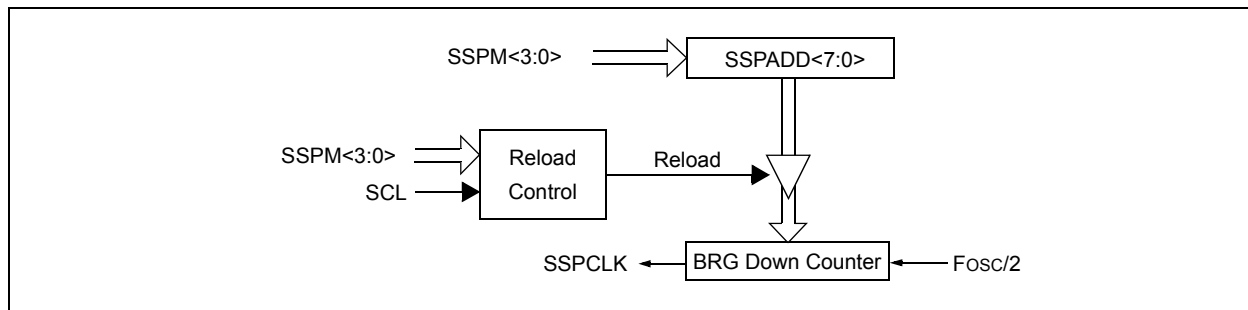 SSPM<3:0>
SSPADD<7:0>
SSPM<3:0>
SCL
Reload
Control
Reload
SSPCLK
BRG Down Counter
FOSC/2